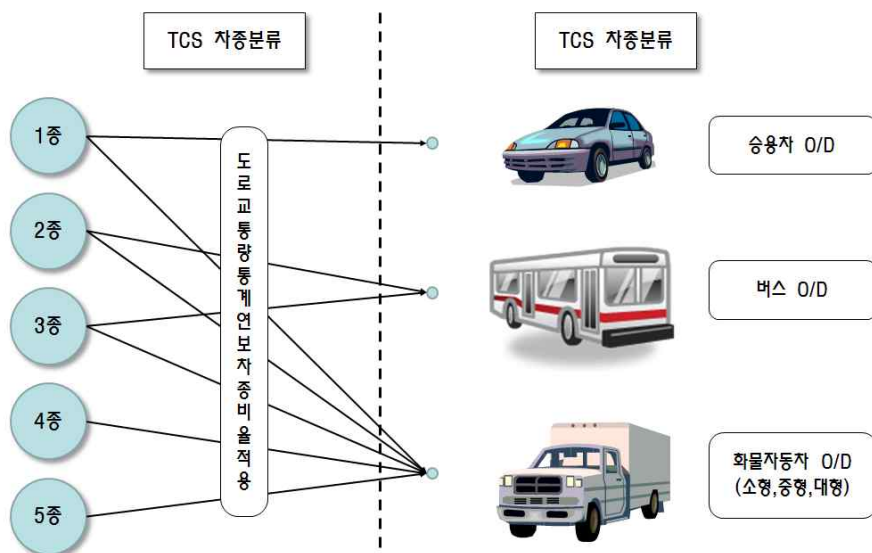 TCS 차종분류
TCS 차종분류
1종
2종
3종
4종
5종
도로교통량통계연보차종비율적용
승용차 O/D
버스 O/D
화물자동차 O/D
(소형,중형,대형)